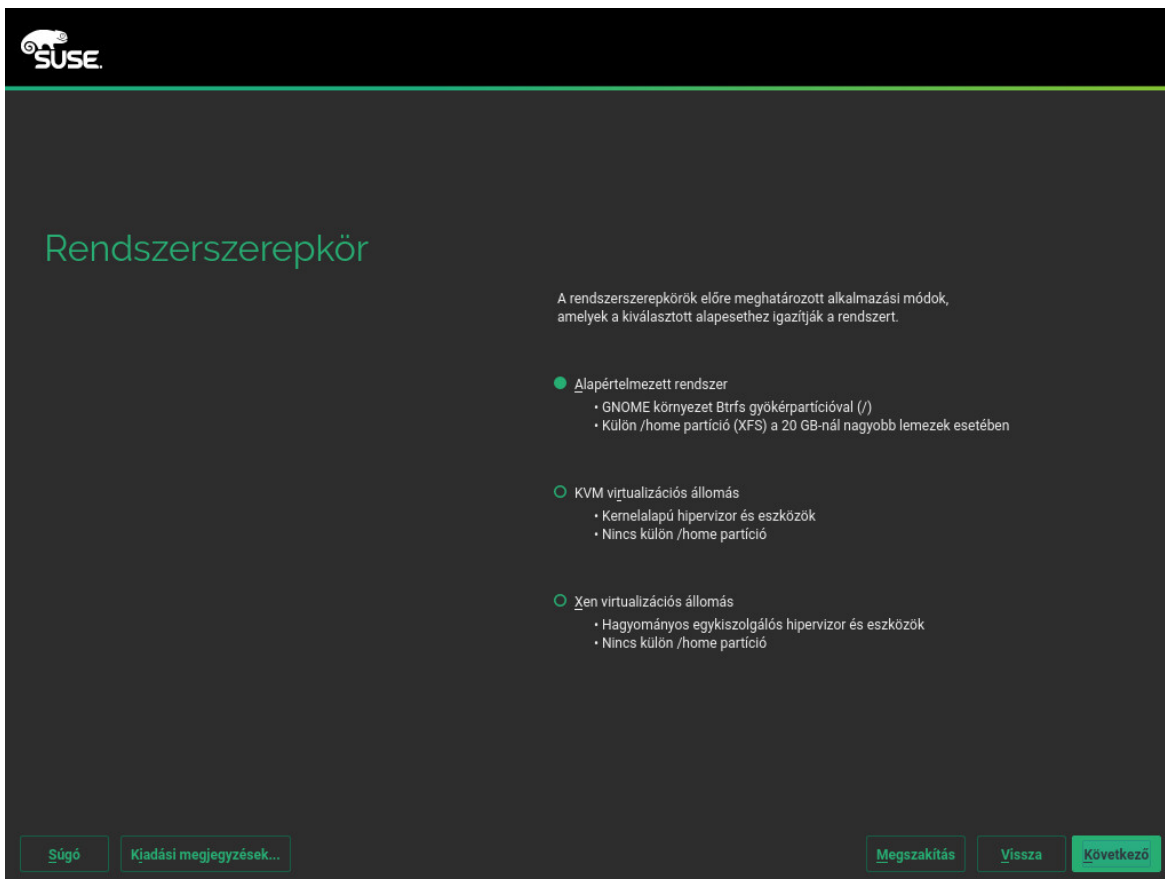 SUSE.
Rendszerszerepkör
A rendszerszerepkörök előre meghatározott alkalmazási módok,
amelyek a kiválasztott alapesethez igazítják a rendszert.
Alapértelmezett rendszer
• GNOME környezet Btrfs gyökérpartícióval (/)
• Külön /home partíció (XFS) a 20 GB-nál nagyobb lemezek esetében
KVM virtualizációs állomás
• Kernelalapú hipervizor és eszközök
• Nincs külön /home partíció
Xen virtualizációs állomás
• Hagyományos egykiszolgálós hipervizor és eszközök
• Nincs külön /home partíció
Súgó Kiadási megjegyzések... Megszakítás Vissza Következő